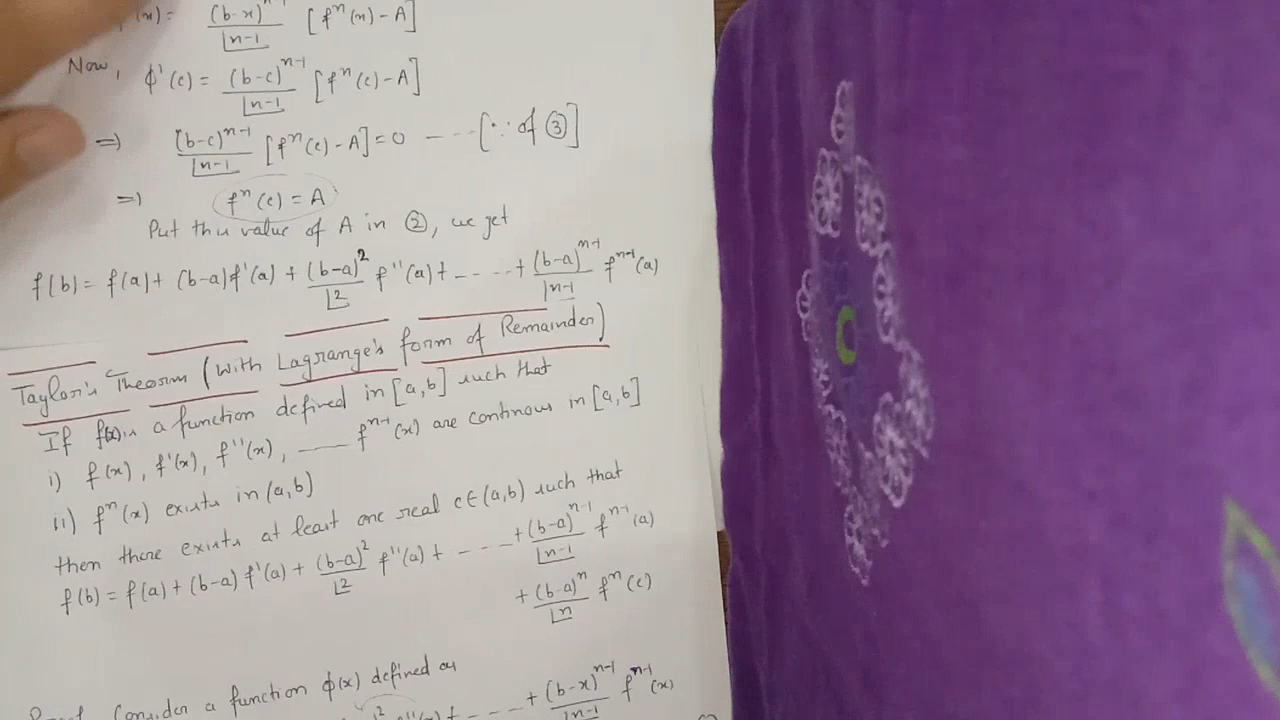 (x) = (b-x)^{n-1}/|n-1 [f^n(x) - A]
Now, ϕ'(c) = (b-c)^{n-1}/|n-1 [f^n(c) - A]
⇒ (b-c)^{n-1}/|n-1 [f^n(c) - A] = 0 ---- [∵ of ③]
⇒ f^n(c) = A
Put this value of A in ②, we get
f(b) = f(a) + (b-a)f'(a) + (b-a)^2/|2 f''(a) + - - - - - + (b-a)^{n-1}/|n-1 f^{n-1}(a)
Taylor's Theorm (with Lagrange's form of Remainder)
If f(x) is a function defined in [a,b] such that
i) f(x), f'(x), f''(x), —— f^{n-1}(x) are continous in [a,b]
ii) f^n(x) exists in (a,b)
then there exists at least one real c∈(a,b) such that
f(b) = f(a) + (b-a) f'(a) + (b-a)^2/|2 f''(a) + - - - - + (b-a)^{n-1}/|n-1 f^{n-1}(a)
+ (b-a)^n/|n f^n(c)
Consider a function ϕ(x) defined as
+ - - - - + (b-x)^{n-1}/|n-1 f^{n-1}(x)